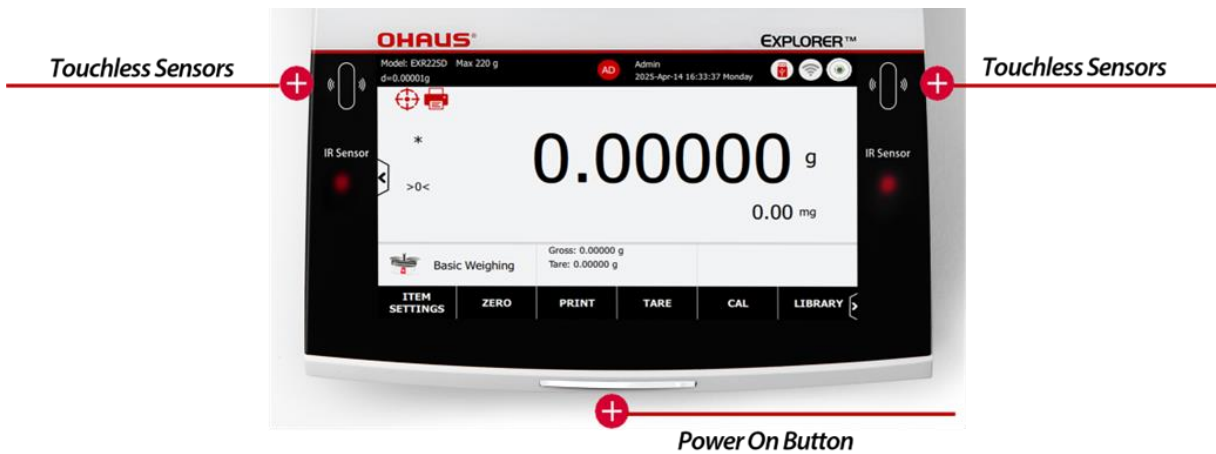 OHAUS®
EXPLORER™
Touchless Sensors
Touchless Sensors
Model: EXR225D Max 220 g
d=0.00001g
AD
Admin
2025-Apr-14 16:33:37 Monday
IR Sensor
IR Sensor
*
>0<
0.00000 g
0.00 mg
Basic Weighing
Gross: 0.00000 g
Tare: 0.00000 g
ITEM SETTINGS
ZERO
PRINT
TARE
CAL
LIBRARY
Power On Button